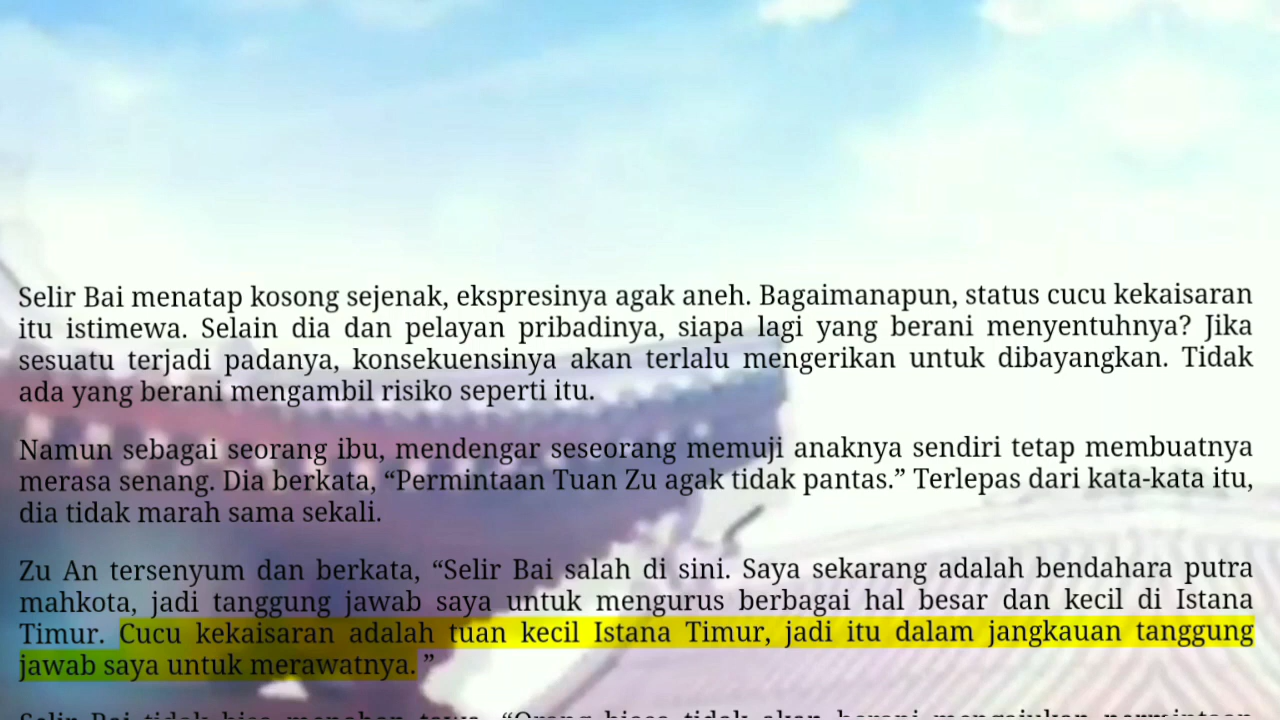 Selir Bai menatap kosong sejenak, ekspresinya agak aneh. Bagaimanapun, status cucu kekaisaran
itu istimewa. Selain dia dan pelayan pribadinya, siapa lagi yang berani menyentuhnya? Jika
sesuatu terjadi padanya, konsekuensinya akan terlalu mengerikan untuk dibayangkan. Tidak
ada yang berani mengambil risiko seperti itu.
Namun sebagai seorang ibu, mendengar seseorang memuji anaknya sendiri tetap membuatnya
merasa senang. Dia berkata, “Permintaan Tuan Zu agak tidak pantas.” Terlepas dari kata-kata itu,
dia tidak marah sama sekali.
Zu An tersenyum dan berkata, “Selir Bai salah di sini. Saya sekarang adalah bendahara putra
mahkota, jadi tanggung jawab saya untuk mengurus berbagai hal besar dan kecil di Istana
Timur. Cucu kekaisaran adalah tuan kecil Istana Timur, jadi itu dalam jangkauan tanggung
jawab saya untuk merawatnya. ”